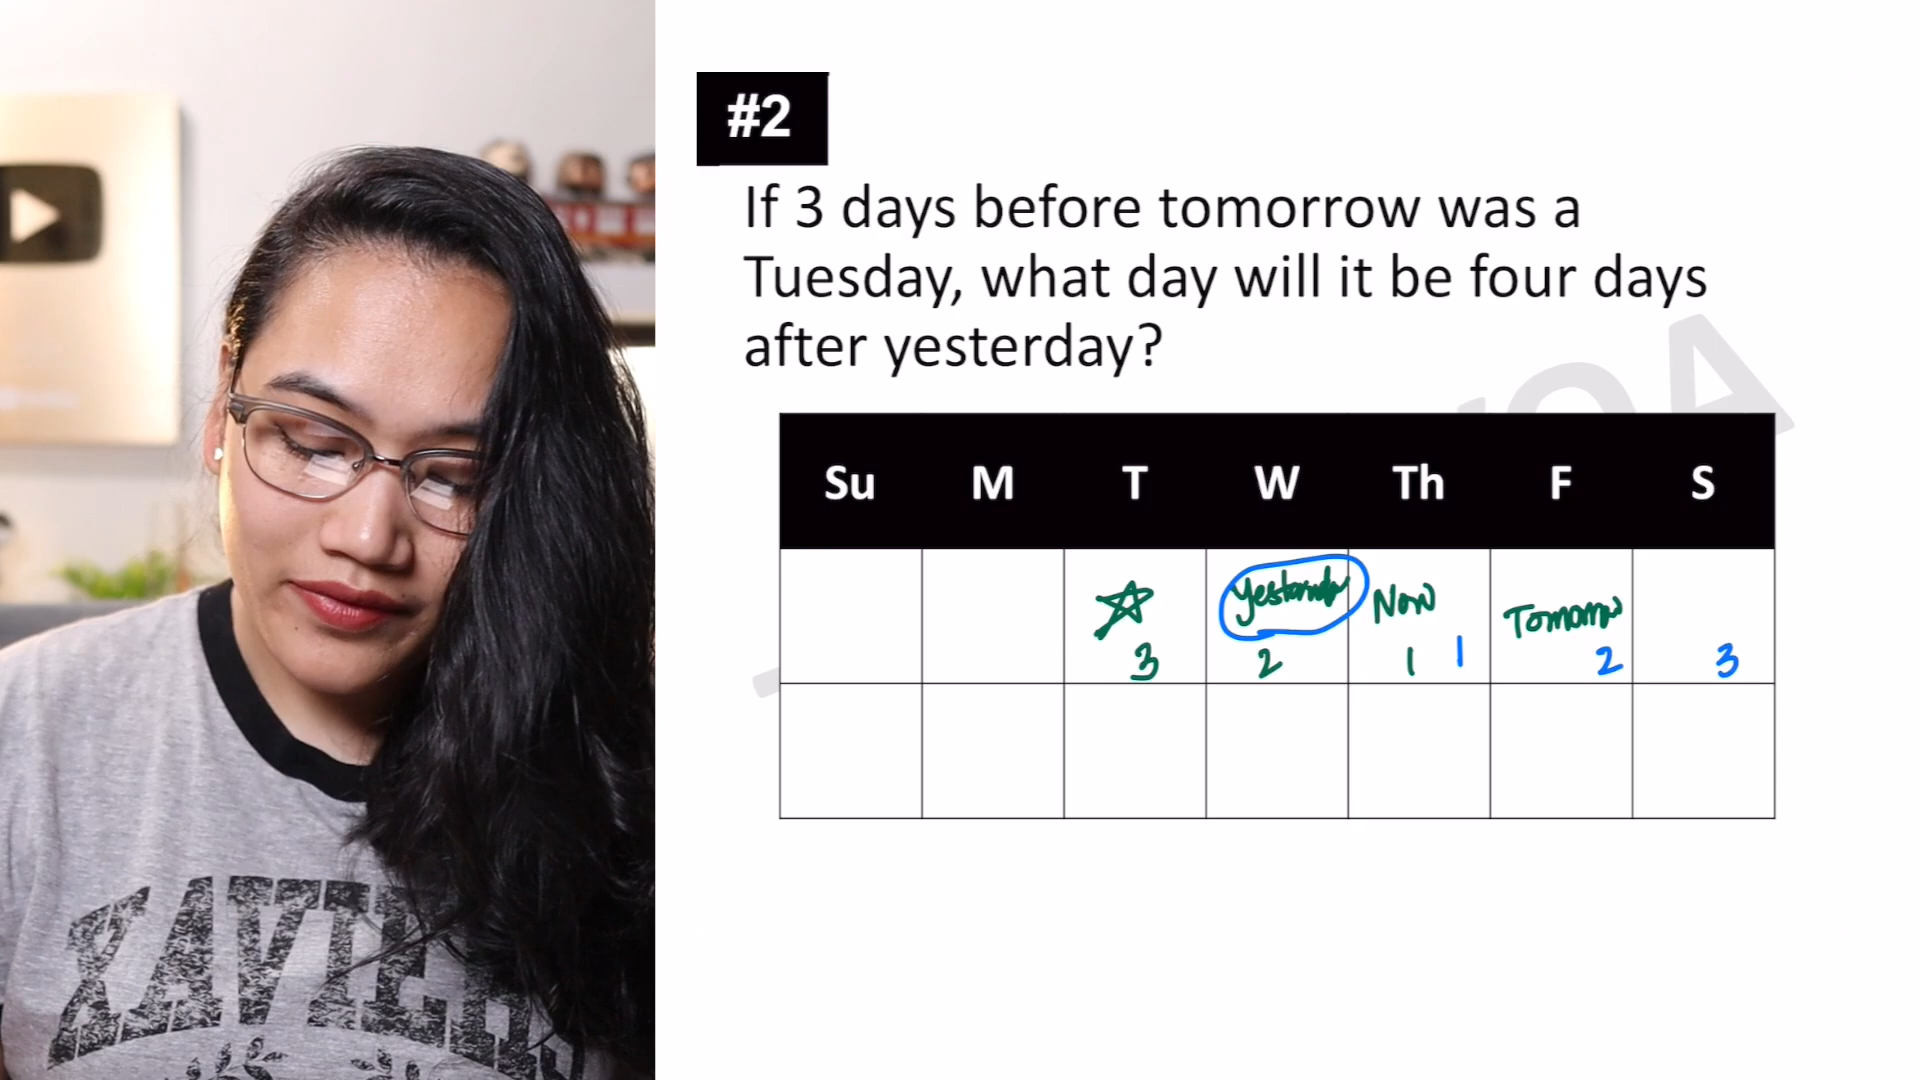 #2
If 3 days before tomorrow was a
Tuesday, what day will it be four days
after yesterday?
Su M T W Th F S
Yesterday Now Tomorrow
3 2 1 1 2 3